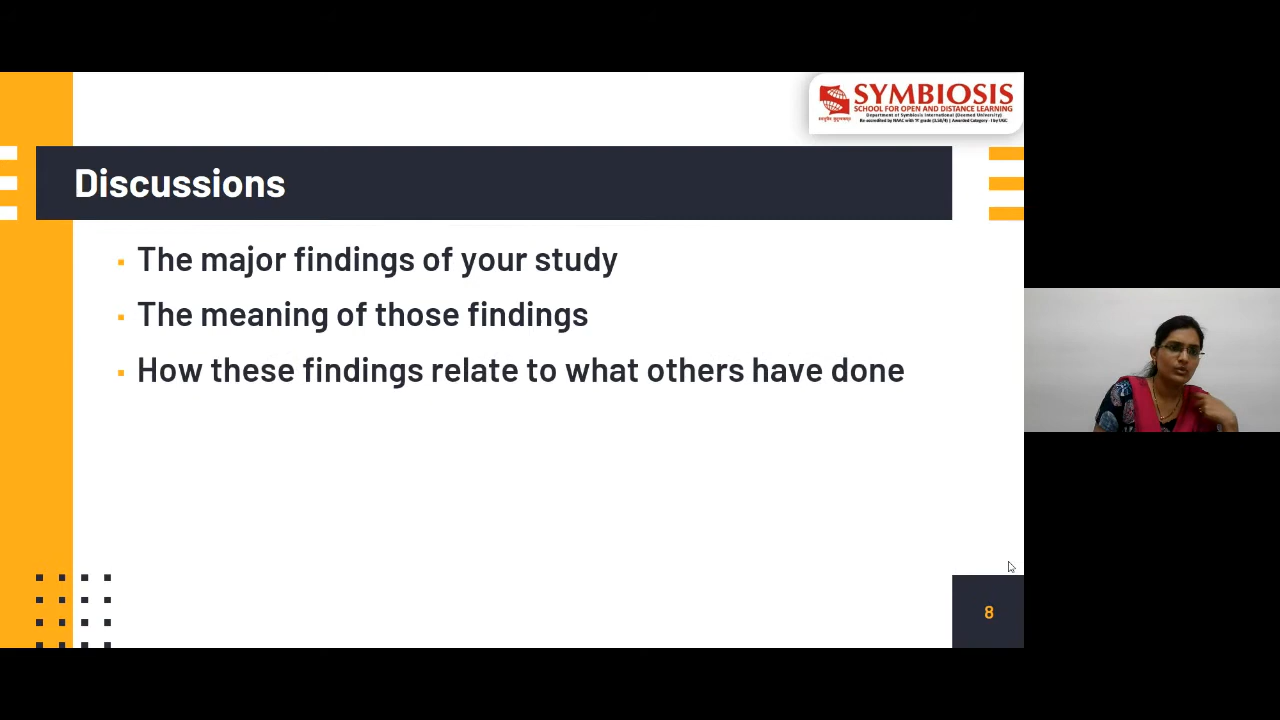 SYMBIOSIS
SCHOOL FOR OPEN AND DISTANCE LEARNING
Department of Symbiosis International (Deemed University)
Re-accredited by NAAC with 'A' grade (3.58/4) | Awarded Category - I by UGC
Discussions
The major findings of your study
The meaning of those findings
How these findings relate to what others have done
8